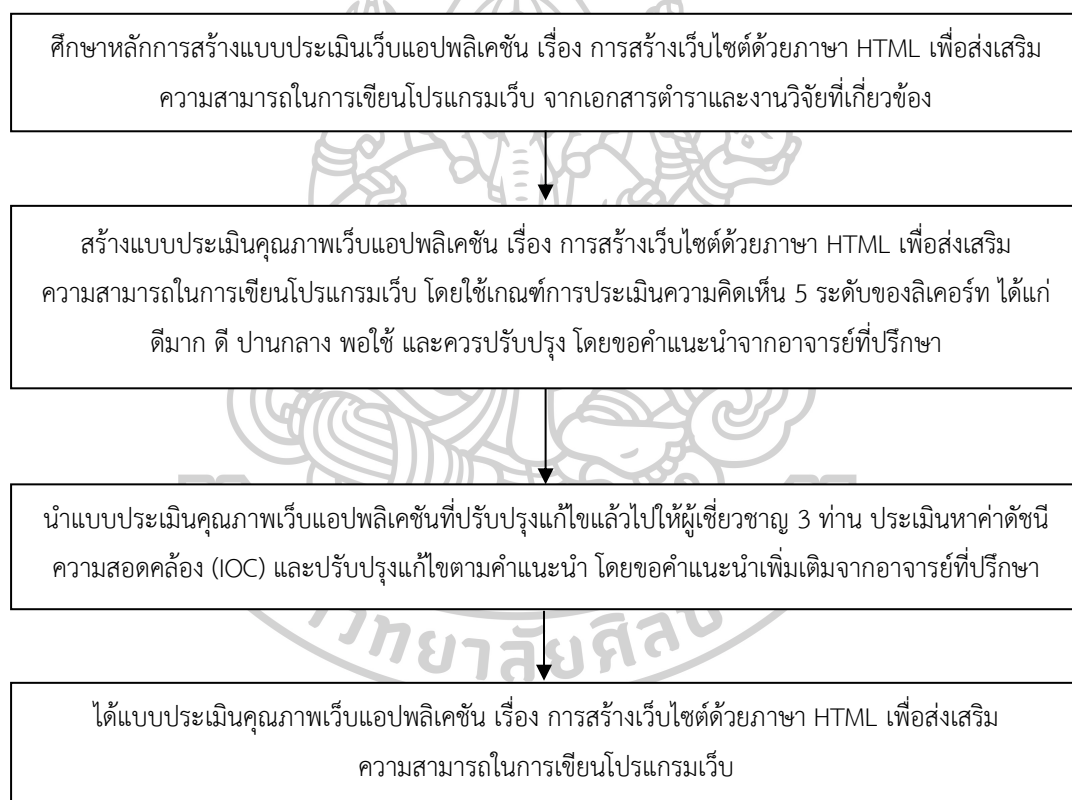 ศึกษาหลักการสร้างแบบประเมินเว็บแอปพลิเคชัน เรื่อง การสร้างเว็บไซต์ด้วยภาษา HTML เพื่อส่งเสริม
ความสามารถในการเขียนโปรแกรมเว็บ จากเอกสารตำราและงานวิจัยที่เกี่ยวข้อง
สร้างแบบประเมินคุณภาพเว็บแอปพลิเคชัน เรื่อง การสร้างเว็บไซต์ด้วยภาษา HTML เพื่อส่งเสริม
ความสามารถในการเขียนโปรแกรมเว็บ โดยใช้เกณฑ์การประเมินความคิดเห็น 5 ระดับของลิเคอร์ท ได้แก่
ดีมาก ดี ปานกลาง พอใช้ และควรปรับปรุง โดยขอคำแนะนำจากอาจารย์ที่ปรึกษา
นำแบบประเมินคุณภาพเว็บแอปพลิเคชันที่ปรับปรุงแก้ไขแล้วไปให้ผู้เชี่ยวชาญ 3 ท่าน ประเมินหาค่าดัชนี
ความสอดคล้อง (IOC) และปรับปรุงแก้ไขตามคำแนะนำ โดยขอคำแนะนำเพิ่มเติมจากอาจารย์ที่ปรึกษา
วิทยาลัยศิลป
ได้แบบประเมินคุณภาพเว็บแอปพลิเคชัน เรื่อง การสร้างเว็บไซต์ด้วยภาษา HTML เพื่อส่งเสริม
ความสามารถในการเขียนโปรแกรมเว็บ